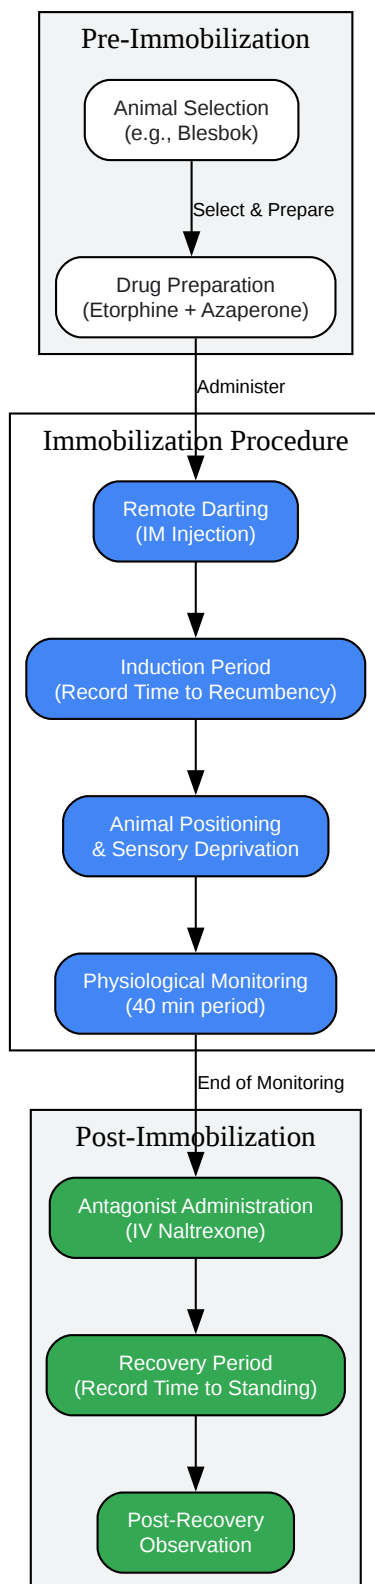 Pre-Immobilization
Animal Selection
(e.g., Blesbok)
Select & Prepare
Drug Preparation
(Etorphine + Azaperone)
Administer
Immobilization Procedure
Remote Darting
(IM Injection)
Induction Period
(Record Time to Recumbency)
Animal Positioning
& Sensory Deprivation
Physiological Monitoring
(40 min period)
End of Monitoring
Post-Immobilization
Antagonist Administration
(IV Naltrexone)
Recovery Period
(Record Time to Standing)
Post-Recovery
Observation